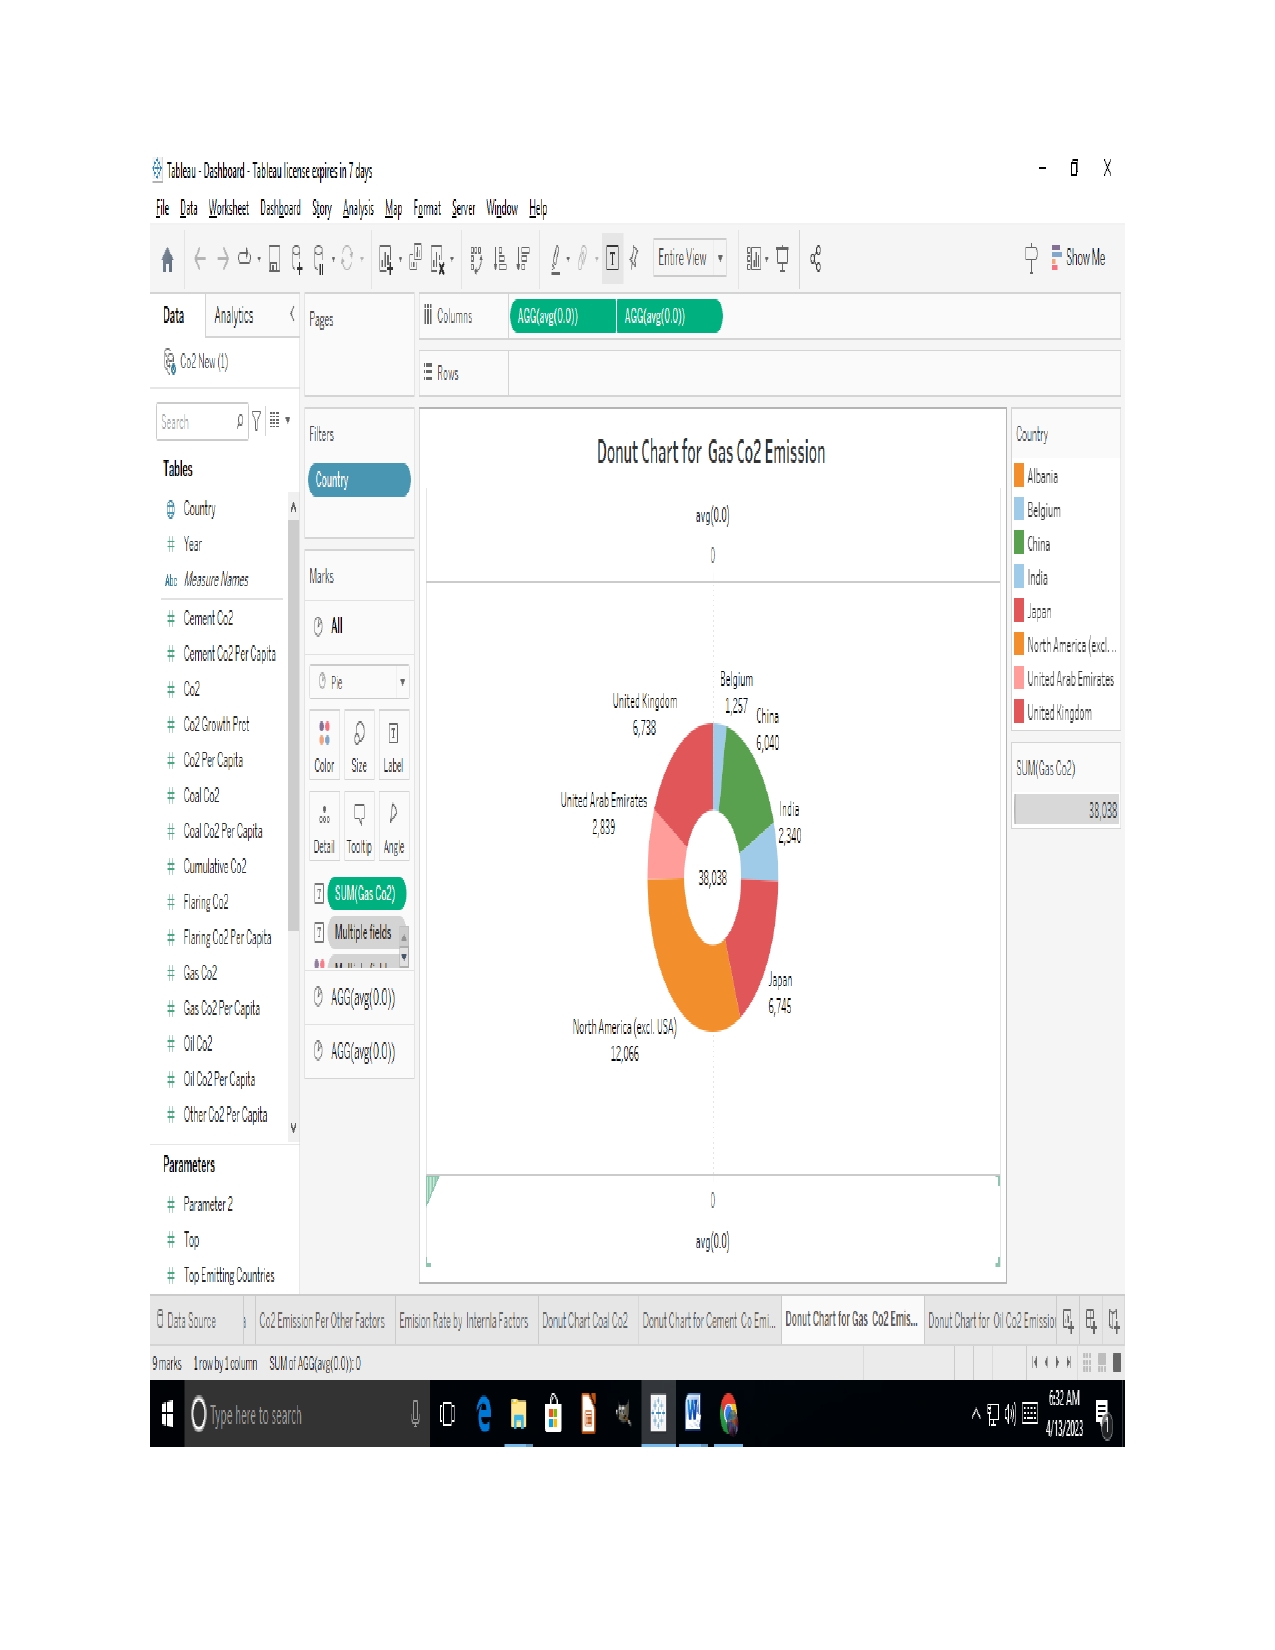 Tableau - Dashboard - Tableau license expires in 7 days
File Data Worksheet Dashboard Story Analysis Map Format Server Window Help
Entire View
Show Me
Data Analytics
Co2 New (1)
Search
Tables
Country
Year
Abc Measure Names
Cement Co2
Cement Co2 Per Capita
Co2
Co2 Growth Prct
Co2 Per Capita
Coal Co2
Coal Co2 Per Capita
Cumulative Co2
Flaring Co2
Flaring Co2 Per Capita
Gas Co2
Gas Co2 Per Capita
Oil Co2
Oil Co2 Per Capita
Other Co2 Per Capita
Parameters
Parameter 2
Top
Top Emitting Countries
Pages
Filters
Country
Marks
All
Pie
Color Size Label
Detail Tooltip Angle
SUM(Gas Co2)
Multiple fields
AGG(avg(0.0))
AGG(avg(0.0))
Columns AGG(avg(0.0)) AGG(avg(0.0))
Rows
Donut Chart for Gas Co2 Emission
avg(0.0)
0
Belgium
1,257
United Kingdom
6,738
China
6,040
United Arab Emirates
2,839
India
2,340
38,038
Japan
6,745
North America (excl. USA)
12,066
0
avg(0.0)
Country
Albania
Belgium
China
India
Japan
North America (excl. ..
United Arab Emirates
United Kingdom
SUM(Gas Co2)
38,038
Data Source Co2 Emission Per Other Factors Emision Rate by Internla Factors Donut Chart Coal Co2 Donut Chart for Cement Co Emi... Donut Chart for Gas Co2 Emis... Donut Chart for Oil Co2 Emission
9 marks 1 row by 1 column SUM of AGG(avg(0.0)): 0
Type here to search
6:32 AM
4/13/2023
1